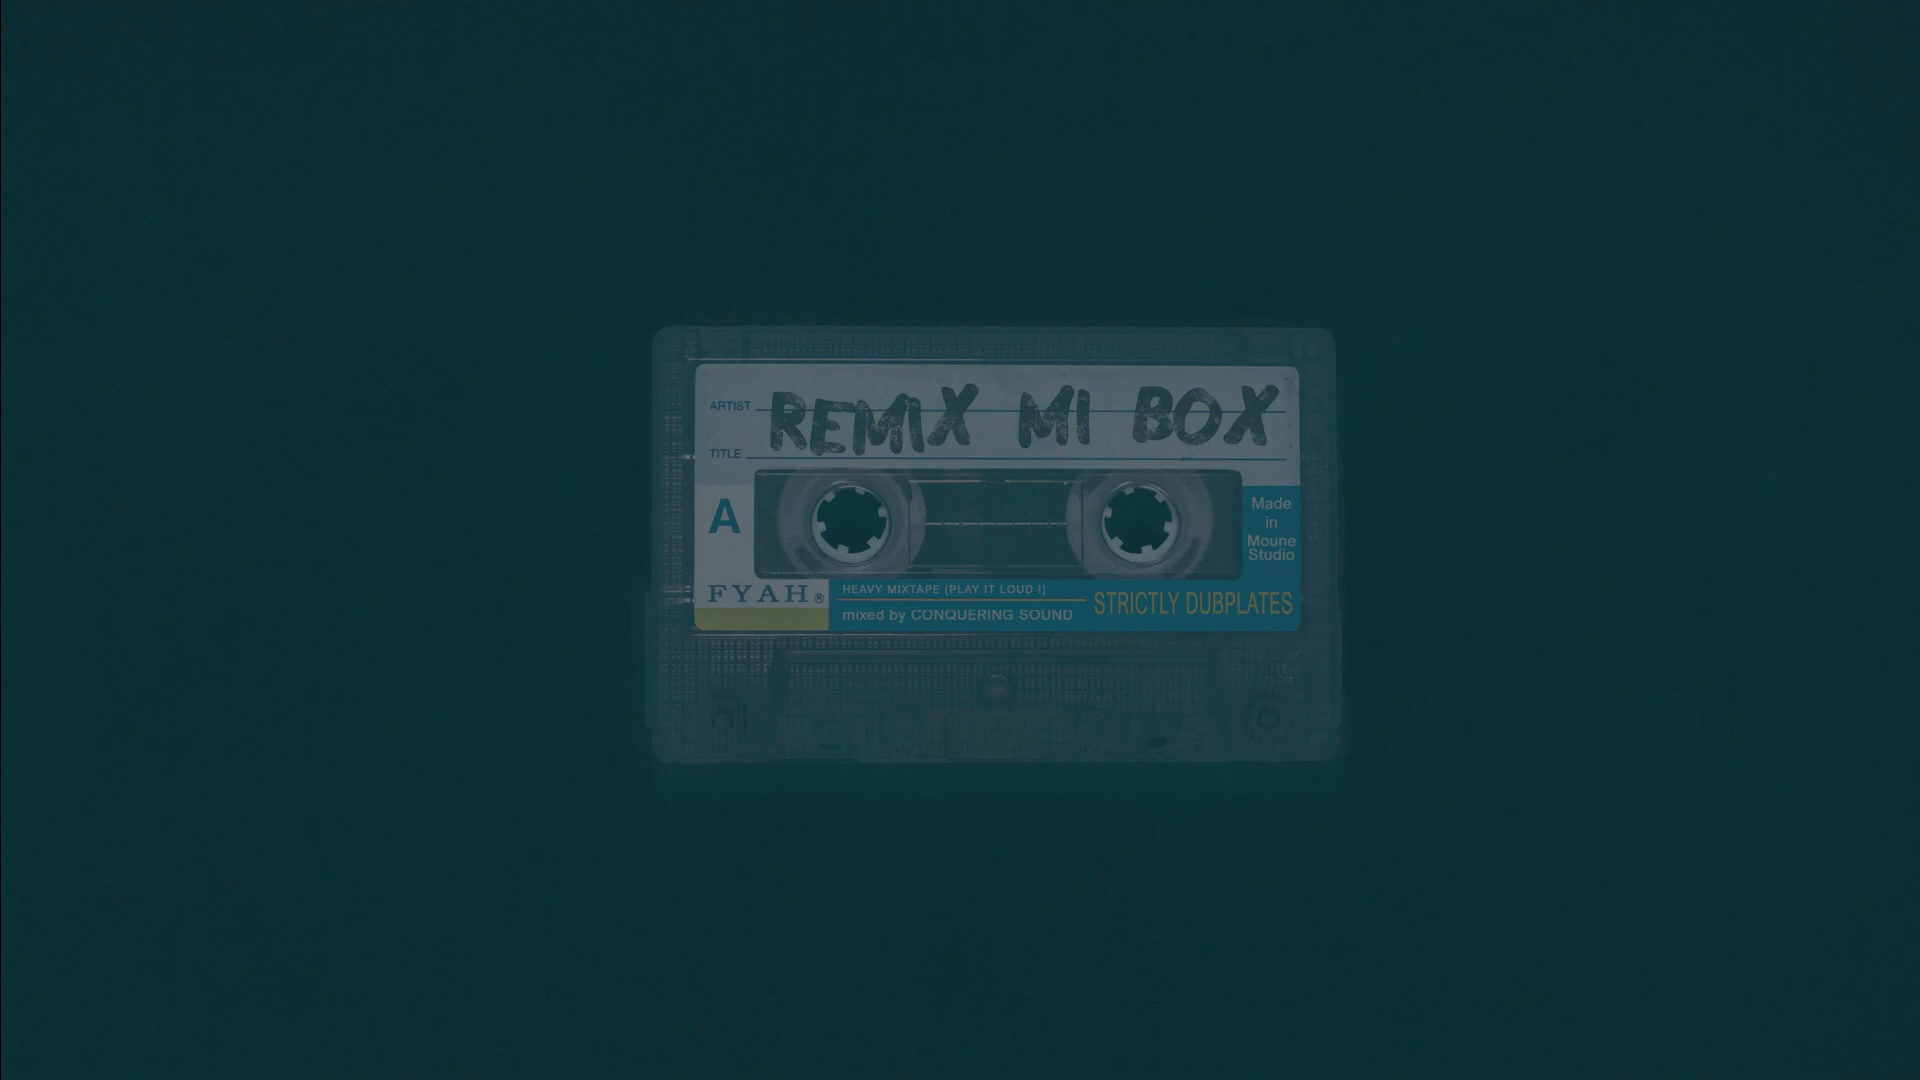 ARTIST REMIX MI BOX
TITLE
A
Made
in
Moune
Studio
FYAH®
HEAVY MIXTAPE (PLAY IT LOUD !)
mixed by CONQUERING SOUND
STRICTLY DUBPLATES